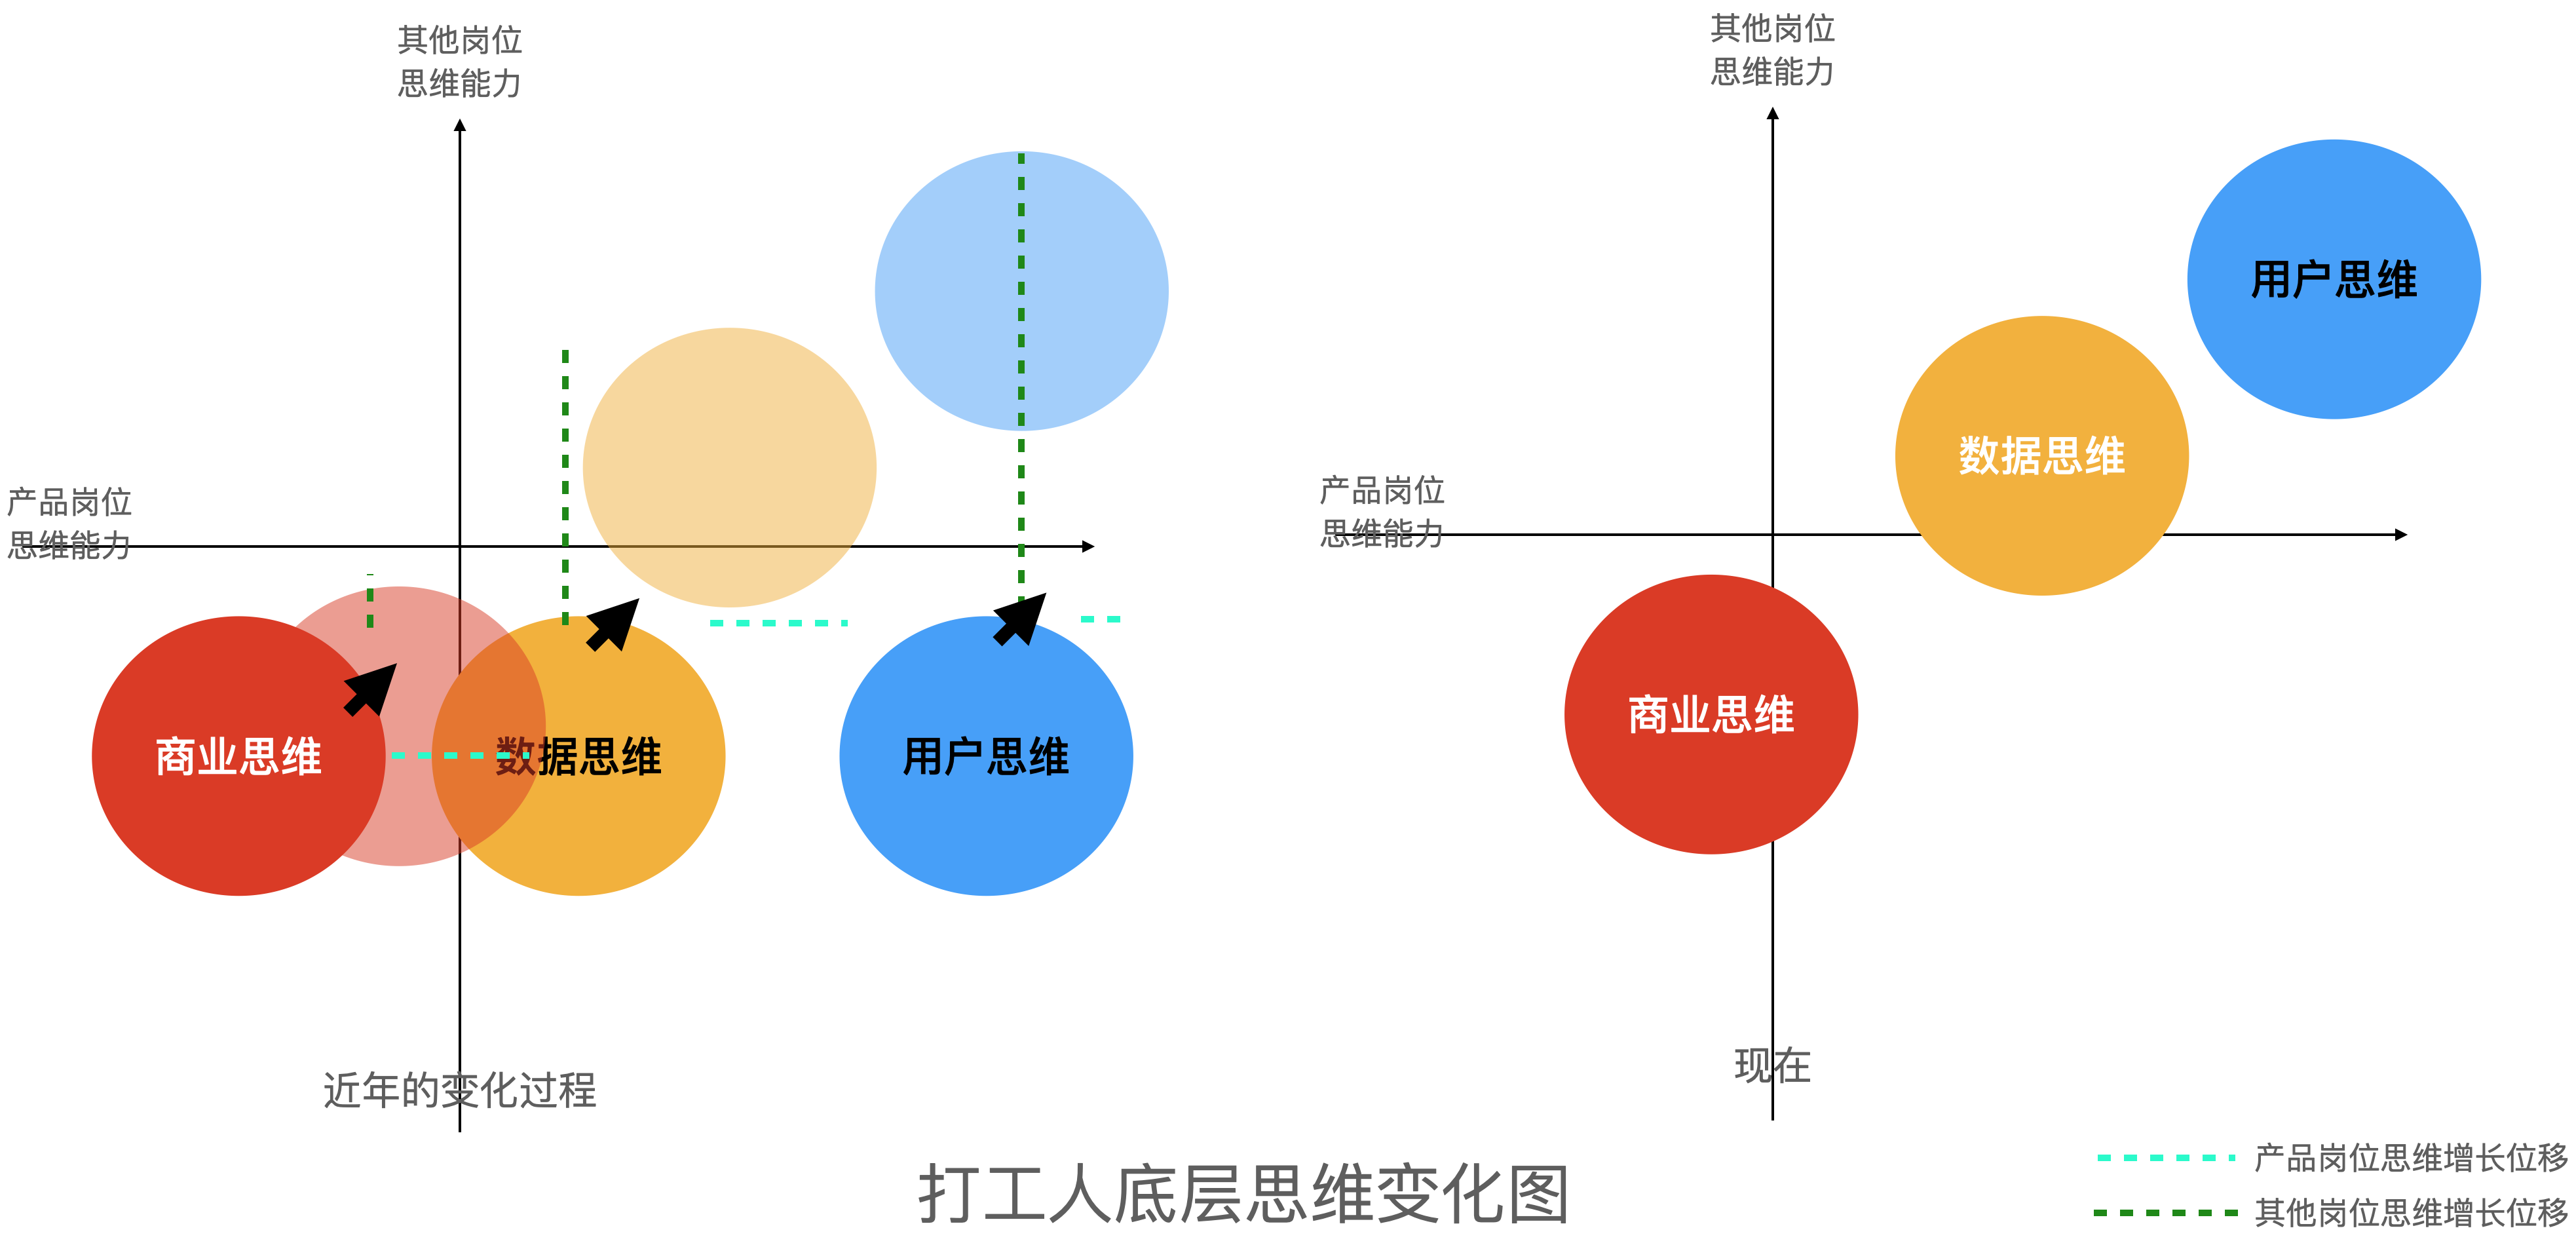 其他岗位
思维能力
产品岗位
思维能力
商业思维
数据思维
用户思维
近年的变化过程
其他岗位
思维能力
产品岗位
思维能力
用户思维
数据思维
商业思维
现在
打工人底层思维变化图
产品岗位思维增长位移
其他岗位思维增长位移